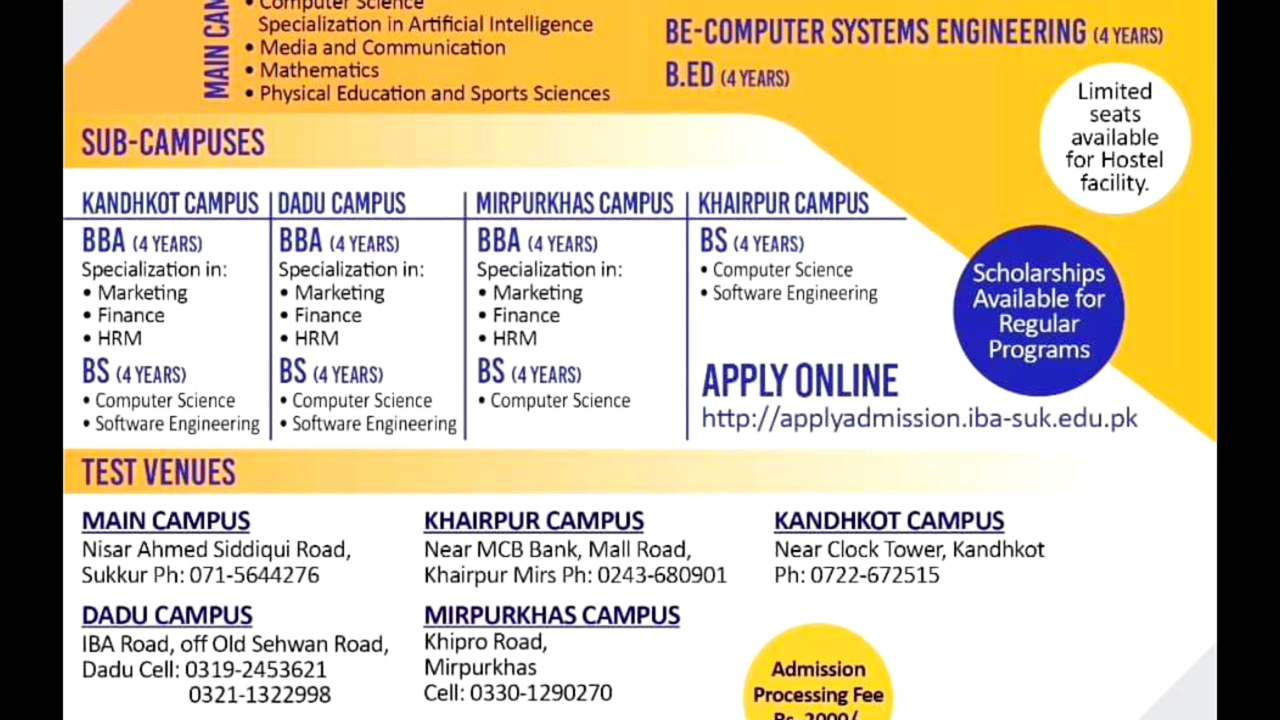 MAIN CAM
• Computer Science
Specialization in Artificial Intelligence
• Media and Communication
• Mathematics
• Physical Education and Sports Sciences
BE-COMPUTER SYSTEMS ENGINEERING (4 YEARS)
B.ED (4 YEARS)
Limited
seats
available
for Hostel
facility.
SUB-CAMPUSES
KANDHKOT CAMPUS
BBA (4 YEARS)
Specialization in:
• Marketing
• Finance
• HRM
BS (4 YEARS)
• Computer Science
• Software Engineering
DADU CAMPUS
BBA (4 YEARS)
Specialization in:
• Marketing
• Finance
• HRM
BS (4 YEARS)
• Computer Science
• Software Engineering
MIRPURKHAS CAMPUS
BBA (4 YEARS)
Specialization in:
• Marketing
• Finance
• HRM
BS (4 YEARS)
• Computer Science
KHAIRPUR CAMPUS
BS (4 YEARS)
• Computer Science
• Software Engineering
Scholarships
Available for
Regular
Programs
APPLY ONLINE
http://applyadmission.iba-suk.edu.pk
TEST VENUES
MAIN CAMPUS
Nisar Ahmed Siddiqui Road,
Sukkur Ph: 071-5644276
KHAIRPUR CAMPUS
Near MCB Bank, Mall Road,
Khairpur Mirs Ph: 0243-680901
KANDHKOT CAMPUS
Near Clock Tower, Kandhkot
Ph: 0722-672515
DADU CAMPUS
IBA Road, off Old Sehwan Road,
Dadu Cell: 0319-2453621
0321-1322998
MIRPURKHAS CAMPUS
Khipro Road,
Mirpurkhas
Cell: 0330-1290270
Admission
Processing Fee
Rs. 2000/